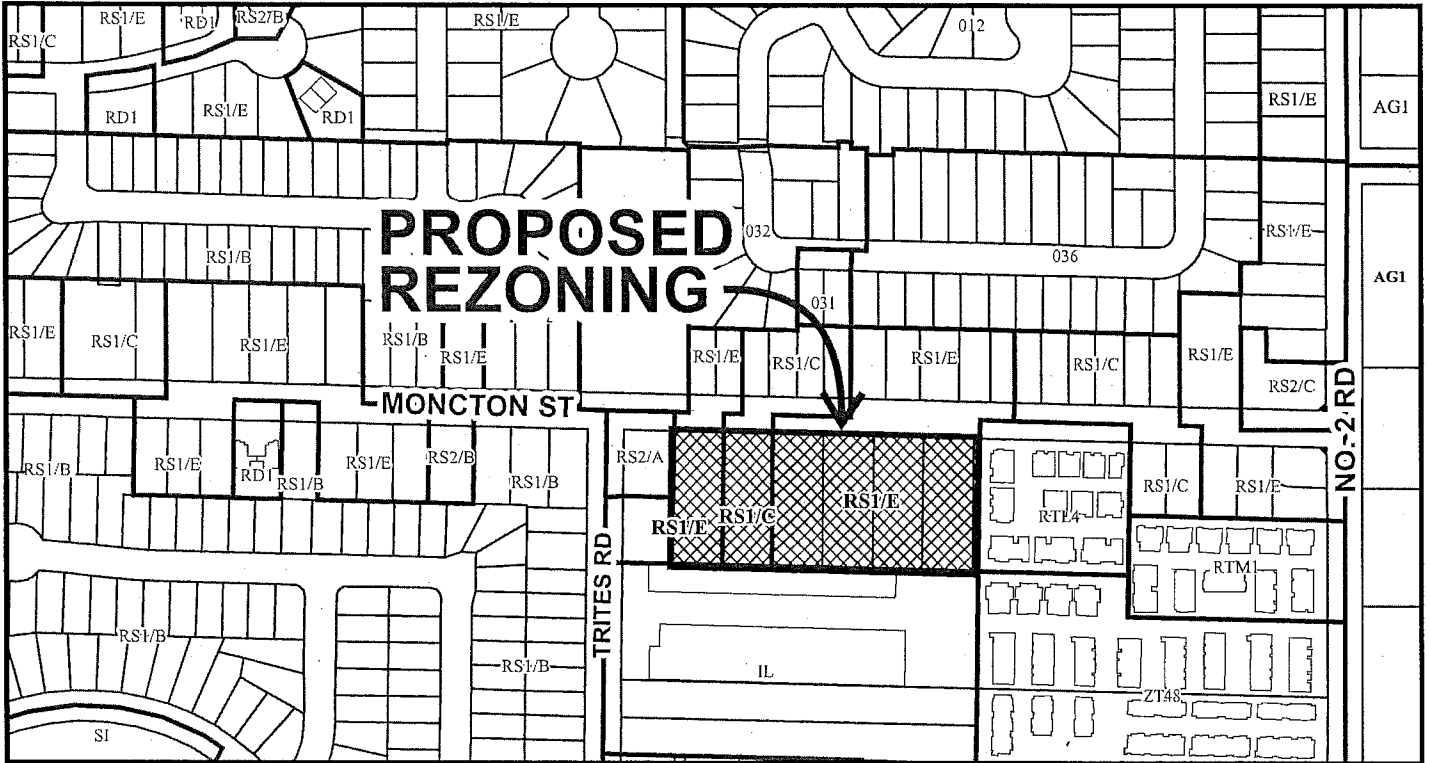 RS1/C
RS1/E
RD1
RS2/B
RS1/E
012
RD1
RS1/E
RD1
RS1/E
AG1
PROPOSED
REZONING
032
036
RS1/E
RS1/B
031
AG1
RS1/E
RS1/C
RS1/E
RS1/B
RS1/E
RS1/E
RS1/C
RS1/E
RS1/C
RS1/E
RS2/C
MONCTON ST
NO. 2 RD
RS1/B
RS1/E
RD1
RS1/B
RS1/E
RS2/B
RS1/B
RS2/A
RS1/E
RS1/C
RS1/E
RTL4
RS1/C
RS1/E
TRITES RD
RTM1
RS1/B
RS1/B
IL
ZT48
SI